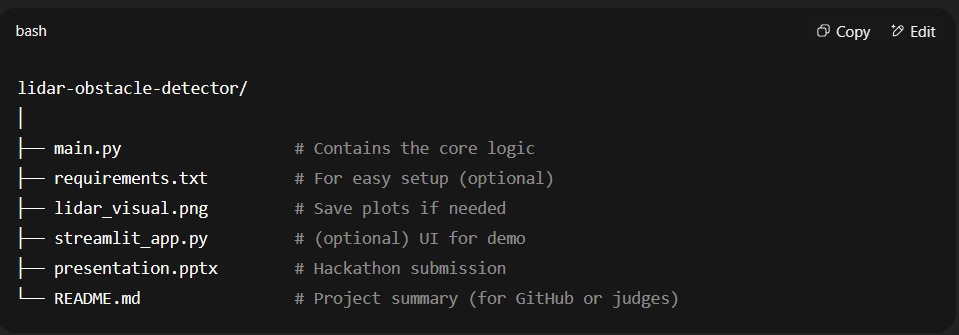 bash
Copy
Edit
lidar-obstacle-detector/
│
├── main.py # Contains the core logic
├── requirements.txt # For easy setup (optional)
├── lidar_visual.png # Save plots if needed
├── streamlit_app.py # (optional) UI for demo
├── presentation.pptx # Hackathon submission
└── README.md # Project summary (for GitHub or judges)